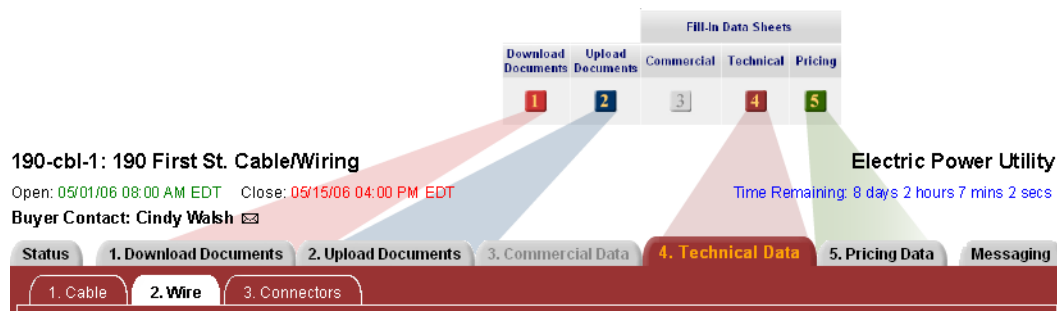 Fill-In Data Sheets
Download Documents Upload Documents Commercial Technical Pricing
1 2 3 4 5
190-cbl-1: 190 First St. Cable/Wiring Electric Power Utility
Open: 05/01/06 08:00 AM EDT Close: 05/15/06 04:00 PM EDT Time Remaining: 8 days 2 hours 7 mins 2 secs
Buyer Contact: Cindy Walsh
Status 1. Download Documents 2. Upload Documents 3. Commercial Data 4. Technical Data 5. Pricing Data Messaging
1. Cable 2. Wire 3. Connectors